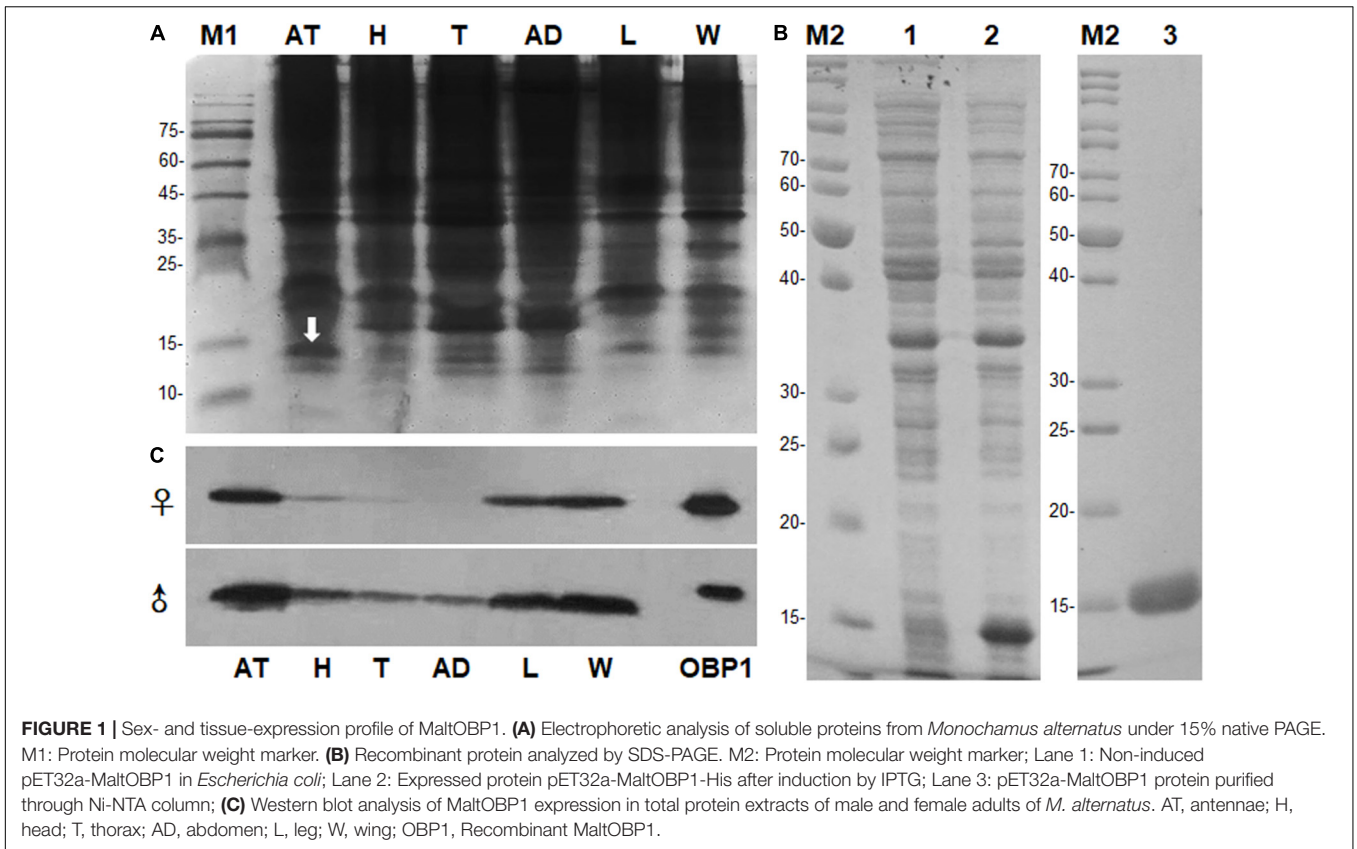 A M1 AT H T AD L W
75-
60-
45-
35-
25-
15-
10-
B M2 1 2 M2 3
70-
60-
50-
40-
30-
25-
20-
15-
70-
60-
50-
40-
30-
25-
20-
15-
C
♀
♂
AT H T AD L W OBP1
FIGURE 1 | Sex- and tissue-expression profile of MaltOBP1. (A) Electrophoretic analysis of soluble proteins from Monochamus alternatus under 15% native PAGE.
M1: Protein molecular weight marker. (B) Recombinant protein analyzed by SDS-PAGE. M2: Protein molecular weight marker; Lane 1: Non-induced
pET32a-MaltOBP1 in Escherichia coli; Lane 2: Expressed protein pET32a-MaltOBP1-His after induction by IPTG; Lane 3: pET32a-MaltOBP1 protein purified
through Ni-NTA column; (C) Western blot analysis of MaltOBP1 expression in total protein extracts of male and female adults of M. alternatus. AT, antennae; H,
head; T, thorax; AD, abdomen; L, leg; W, wing; OBP1, Recombinant MaltOBP1.